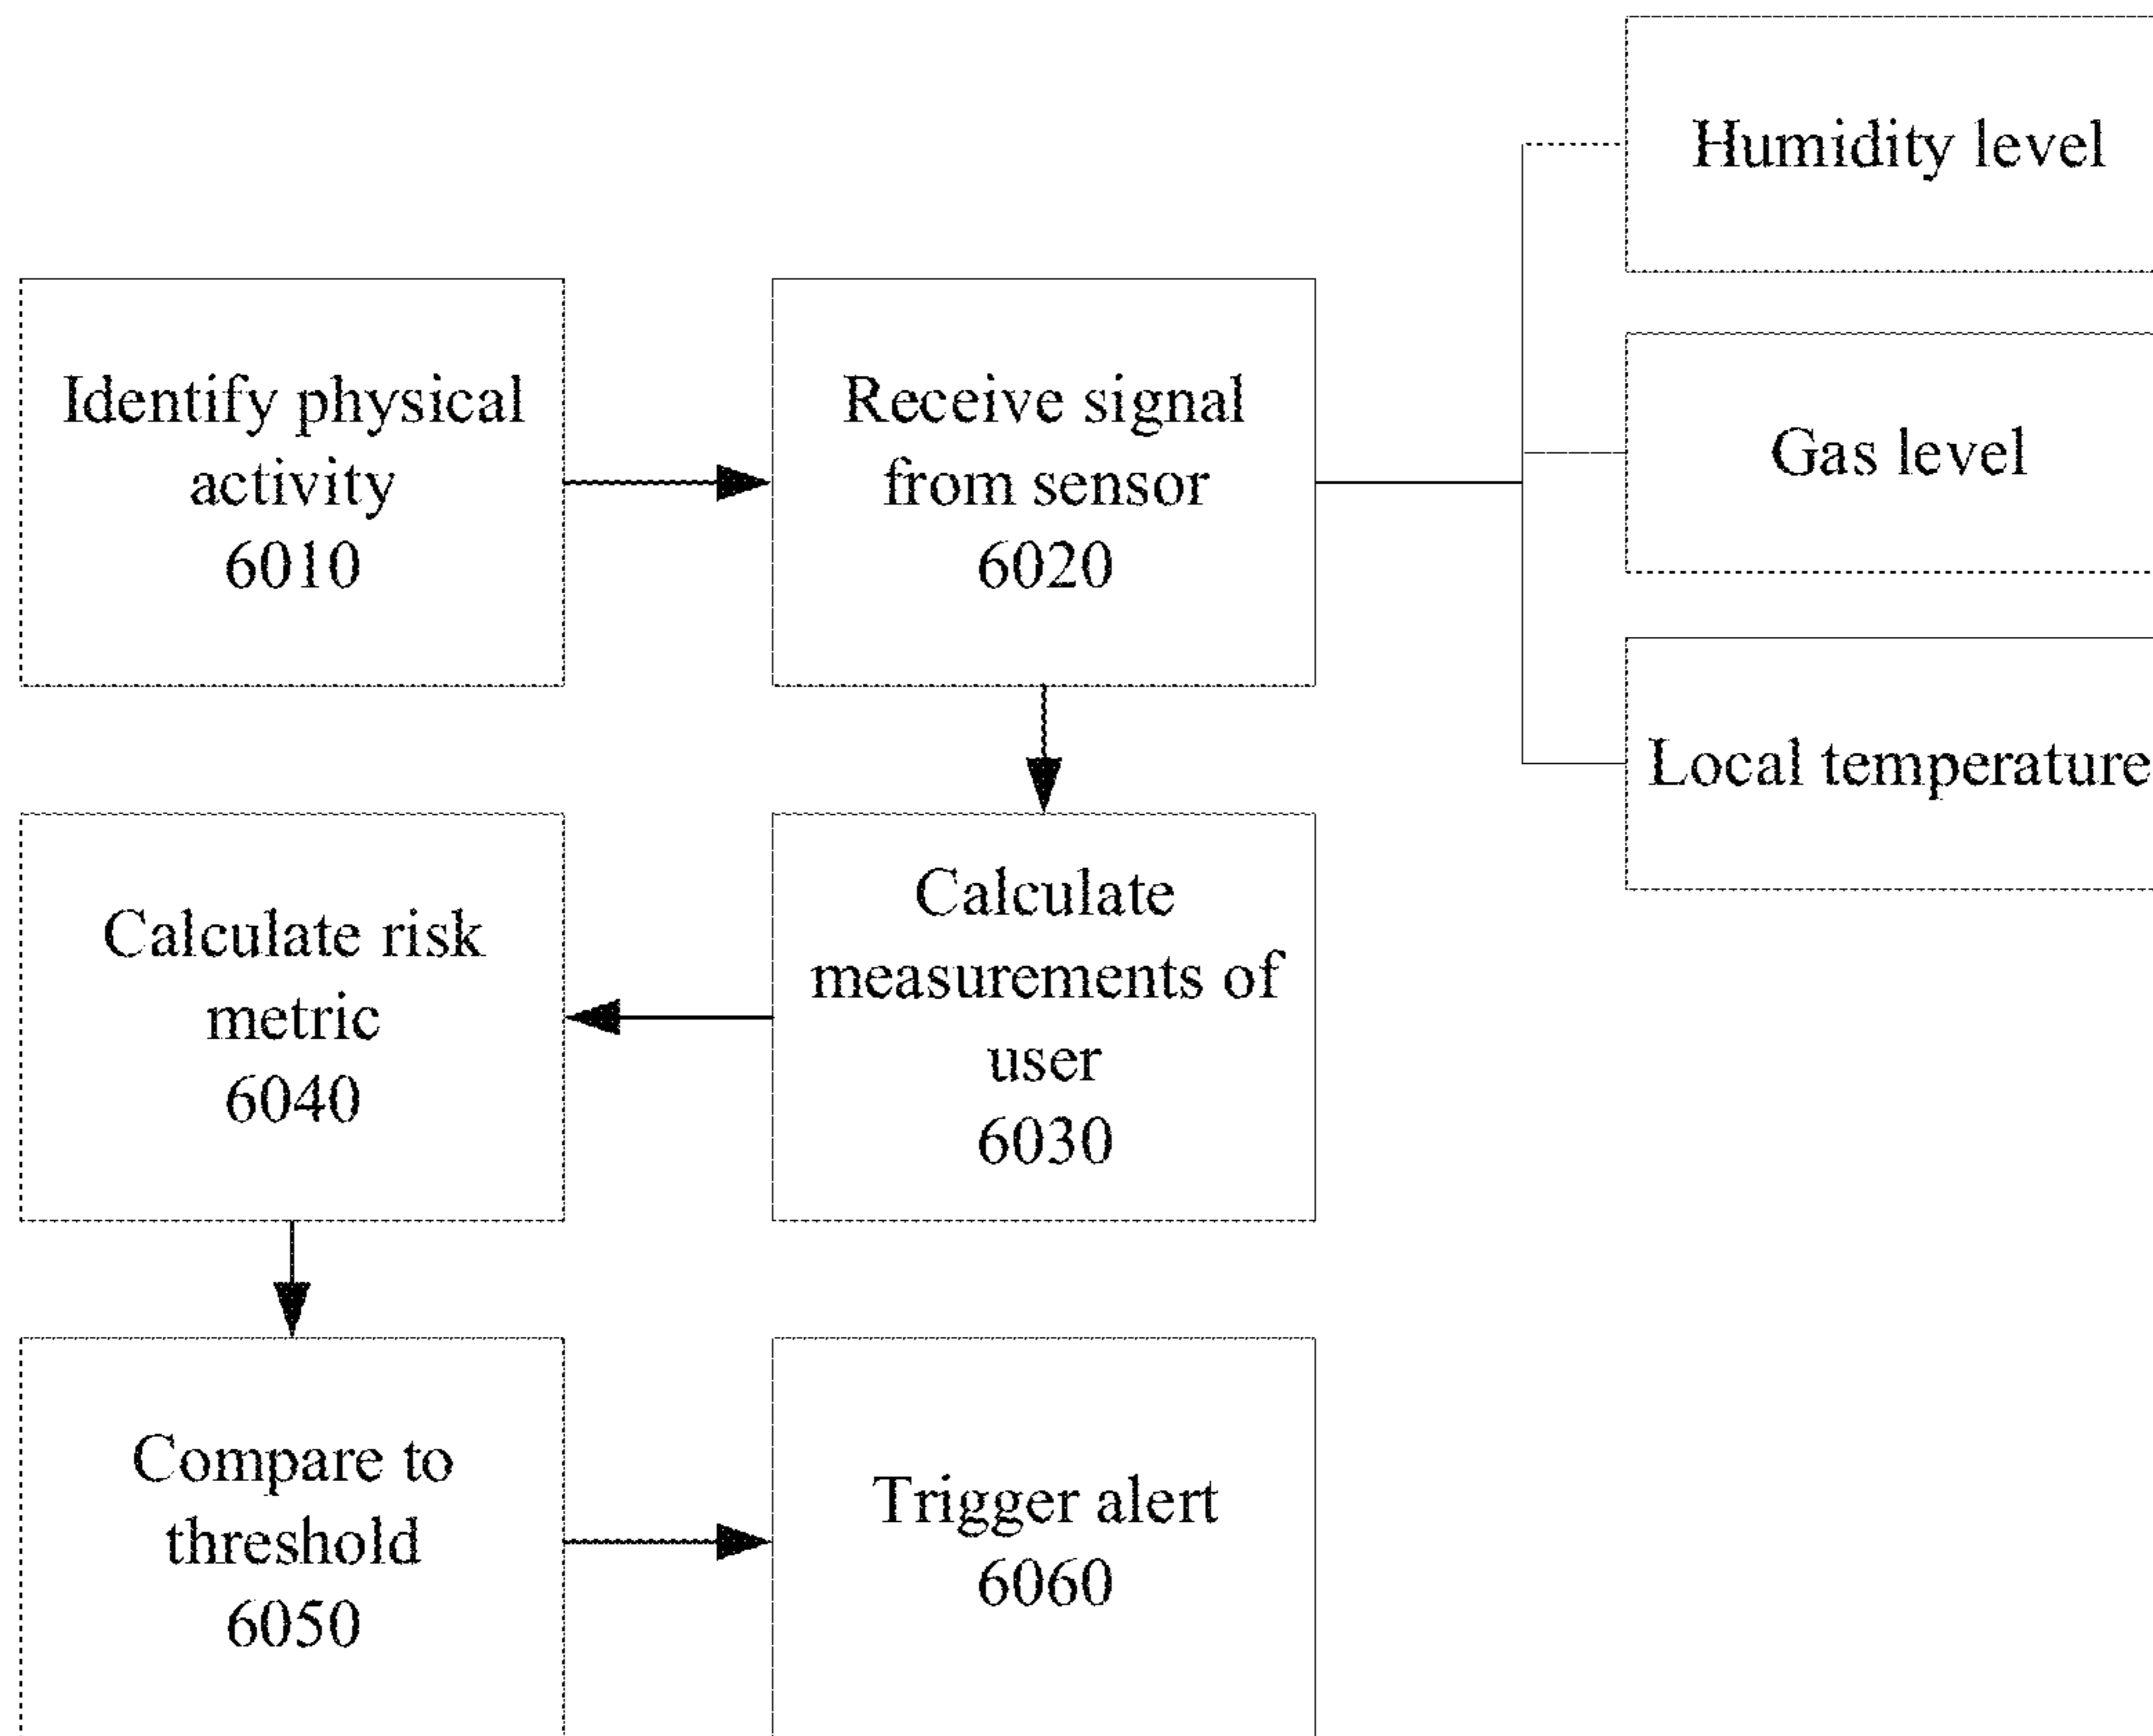 Identify physical
activity
6010
Receive signal
from sensor
6020
Humidity level
Gas level
Local temperature
Calculate
measurements of
user
6030
Calculate risk
metric
6040
Compare to
threshold
6050
Trigger alert
6060